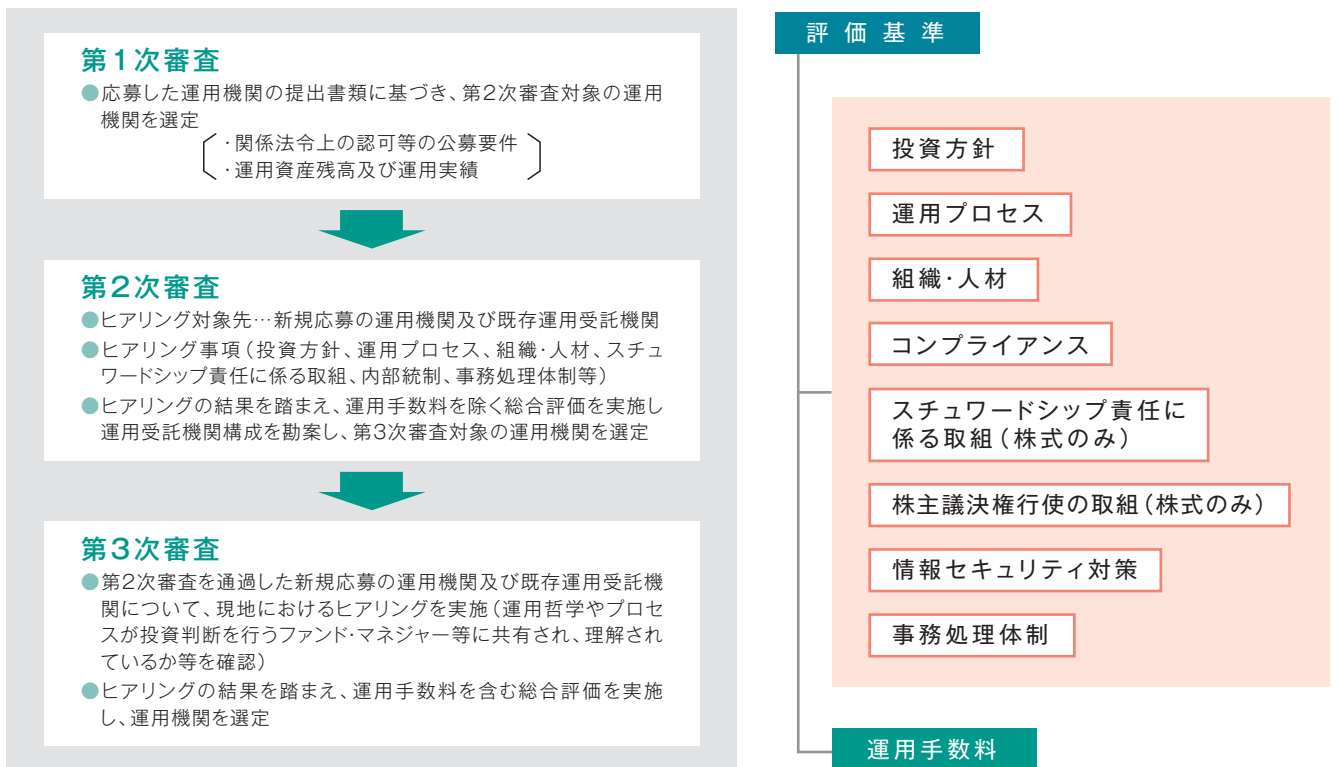 第1次審査
●応募した運用機関の提出書類に基づき、第2次審査対象の運用
機関を選定
・関係法令上の認可等の公募要件
・運用資産残高及び運用実績
第2次審査
●ヒアリング対象先…新規応募の運用機関及び既存運用受託機関
●ヒアリング事項（投資方針、運用プロセス、組織・人材、スチュ
ワードシップ責任に係る取組、内部統制、事務処理体制等）
●ヒアリングの結果を踏まえ、運用手数料を除く総合評価を実施し
運用受託機関構成を勘案し、第3次審査対象の運用機関を選定
第3次審査
●第2次審査を通過した新規応募の運用機関及び既存運用受託機
関について、現地におけるヒアリングを実施（運用哲学やプロセ
スが投資判断を行うファンド・マネジャー等に共有され、理解され
ているか等を確認）
●ヒアリングの結果を踏まえ、運用手数料を含む総合評価を実施
し、運用機関を選定
評価基準
投資方針
運用プロセス
組織・人材
コンプライアンス
スチュワードシップ責任に
係る取組（株式のみ）
株主議決権行使の取組（株式のみ）
情報セキュリティ対策
事務処理体制
運用手数料